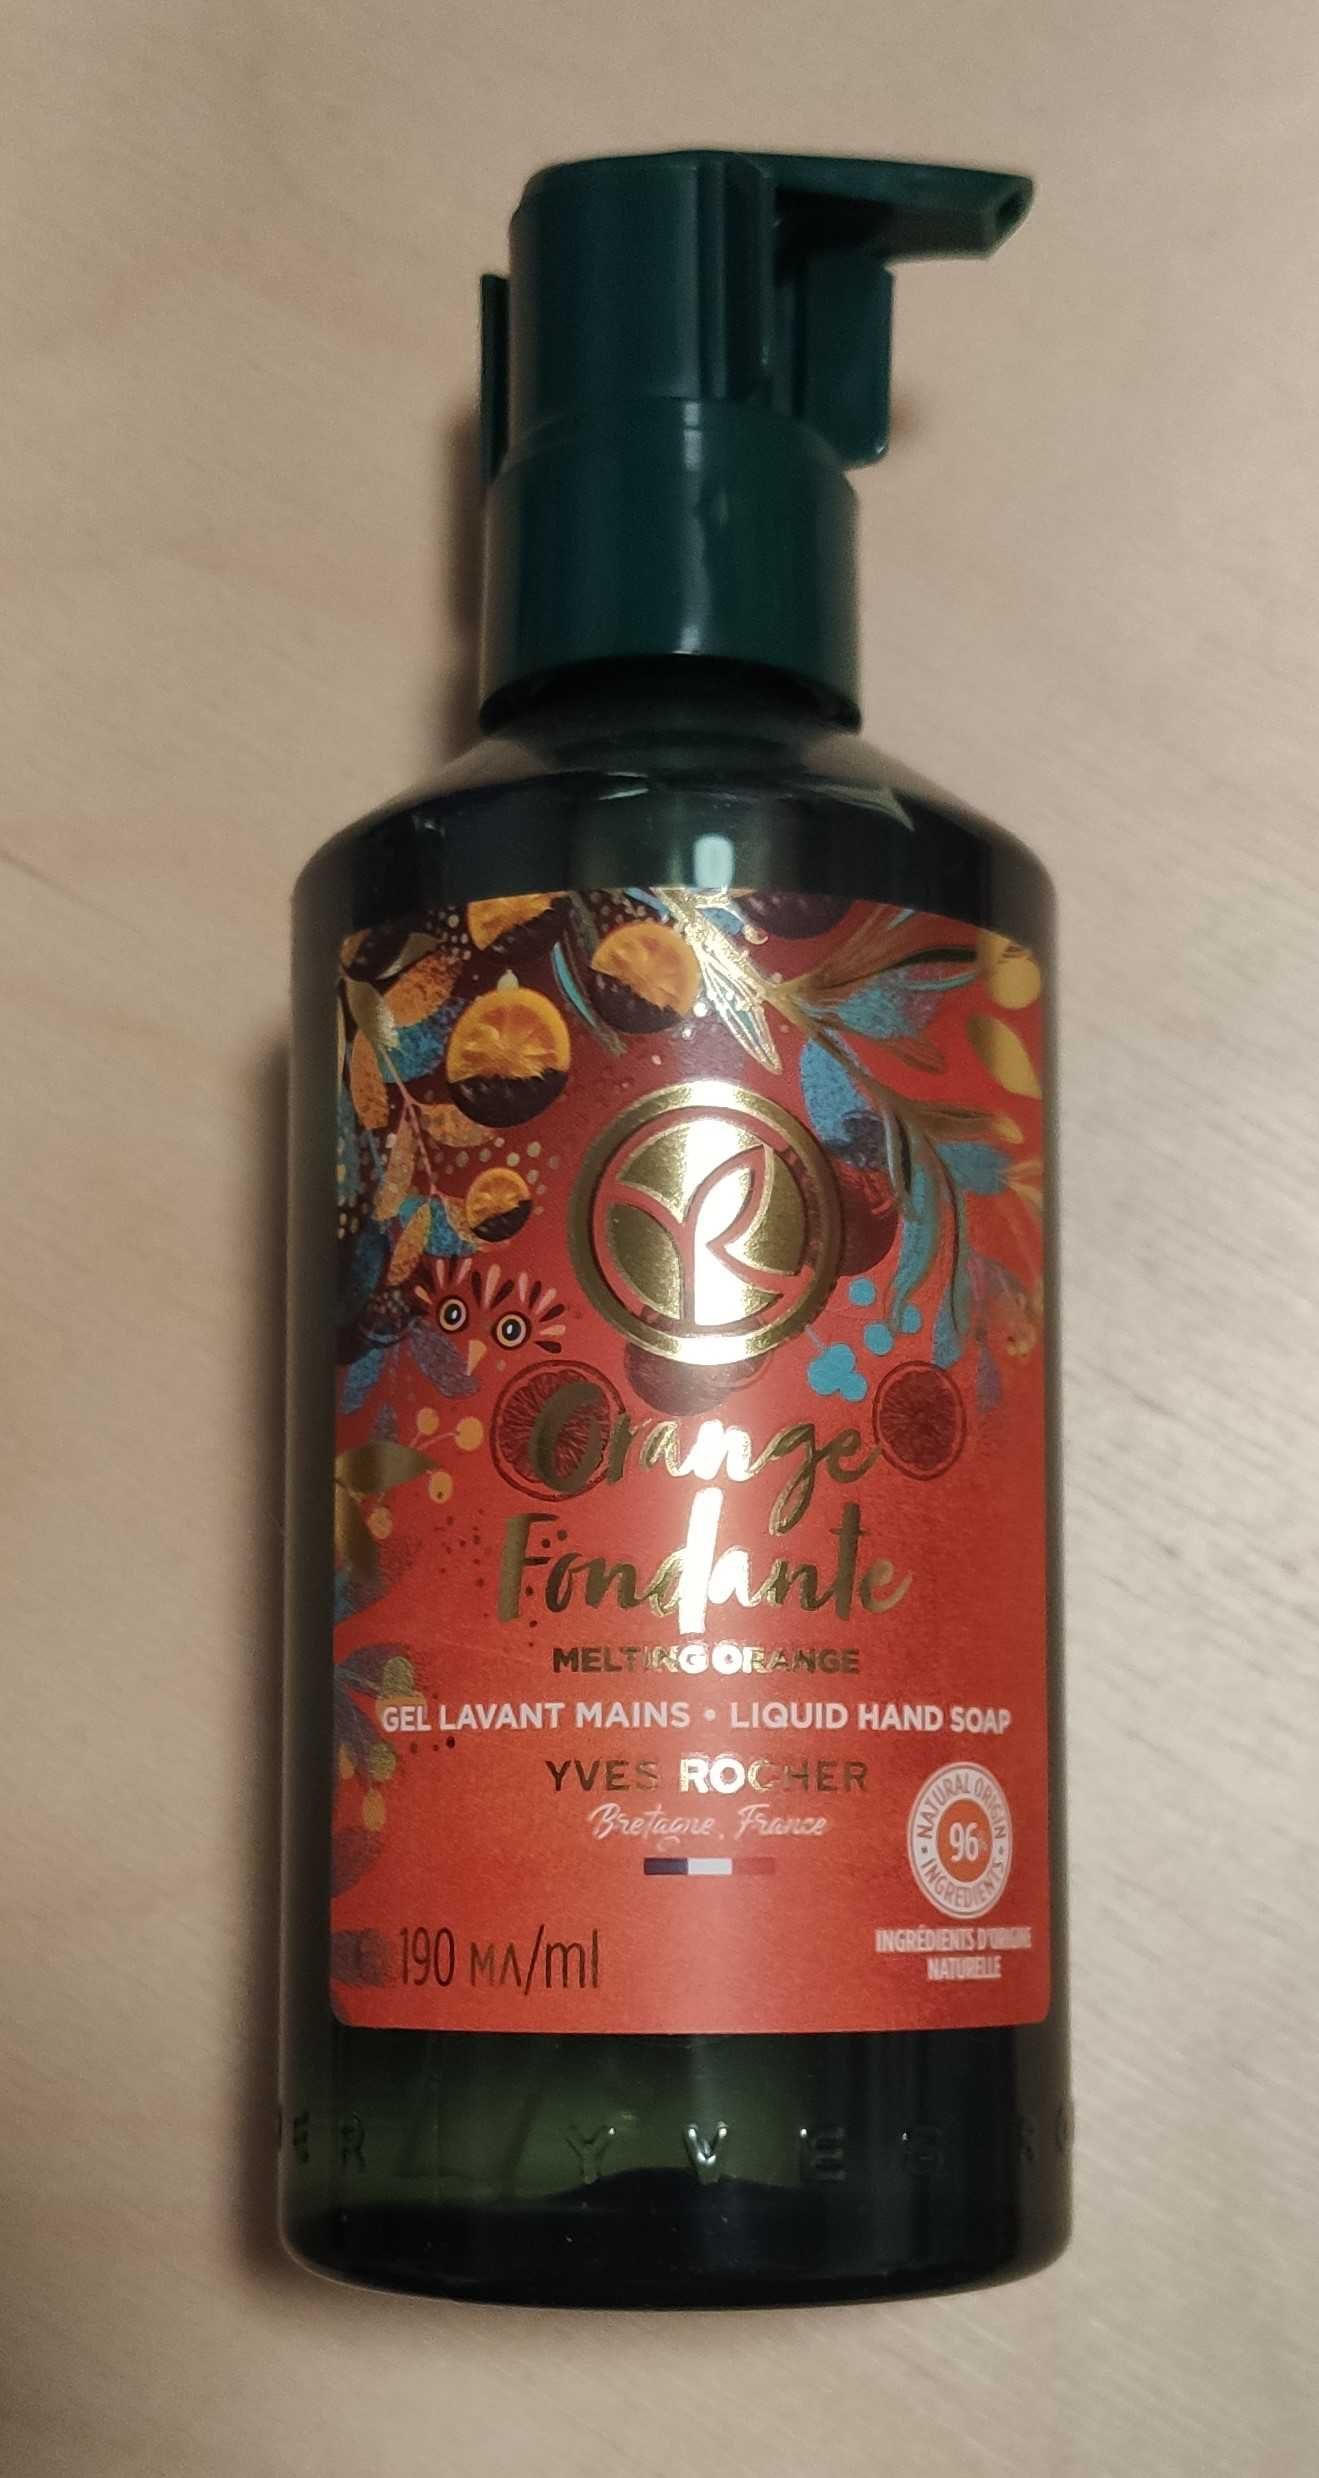 Orange
Fondante
MELTING ORANGE
GEL LAVANT MAINS • LIQUID HAND SOAP
YVES ROCHER
Bretagne, France
NATURAL ORIGIN
96%
INGREDIENTS
INGRÉDIENTS D'ORIGINE
NATURELLE
190 МЛ/ml
YVES